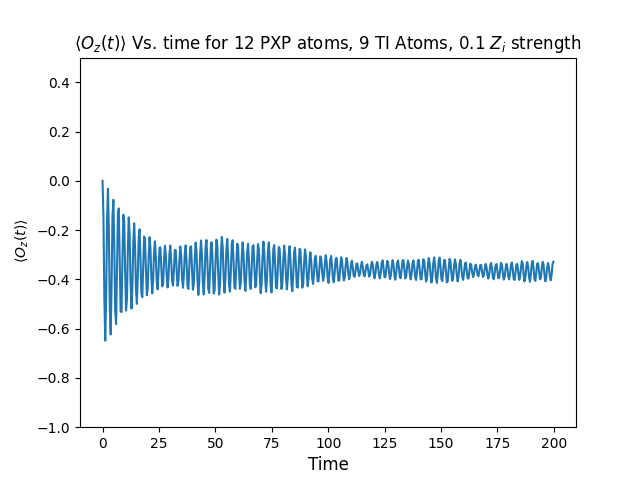 ⟨O_z(t)⟩ Vs. time for 12 PXP atoms, 9 TI Atoms, 0.1 Z_i strength
0.4
0.2
0.0
−0.2
−0.4
−0.6
−0.8
−1.0
⟨O_z(t)⟩
0 25 50 75 100 125 150 175 200
Time